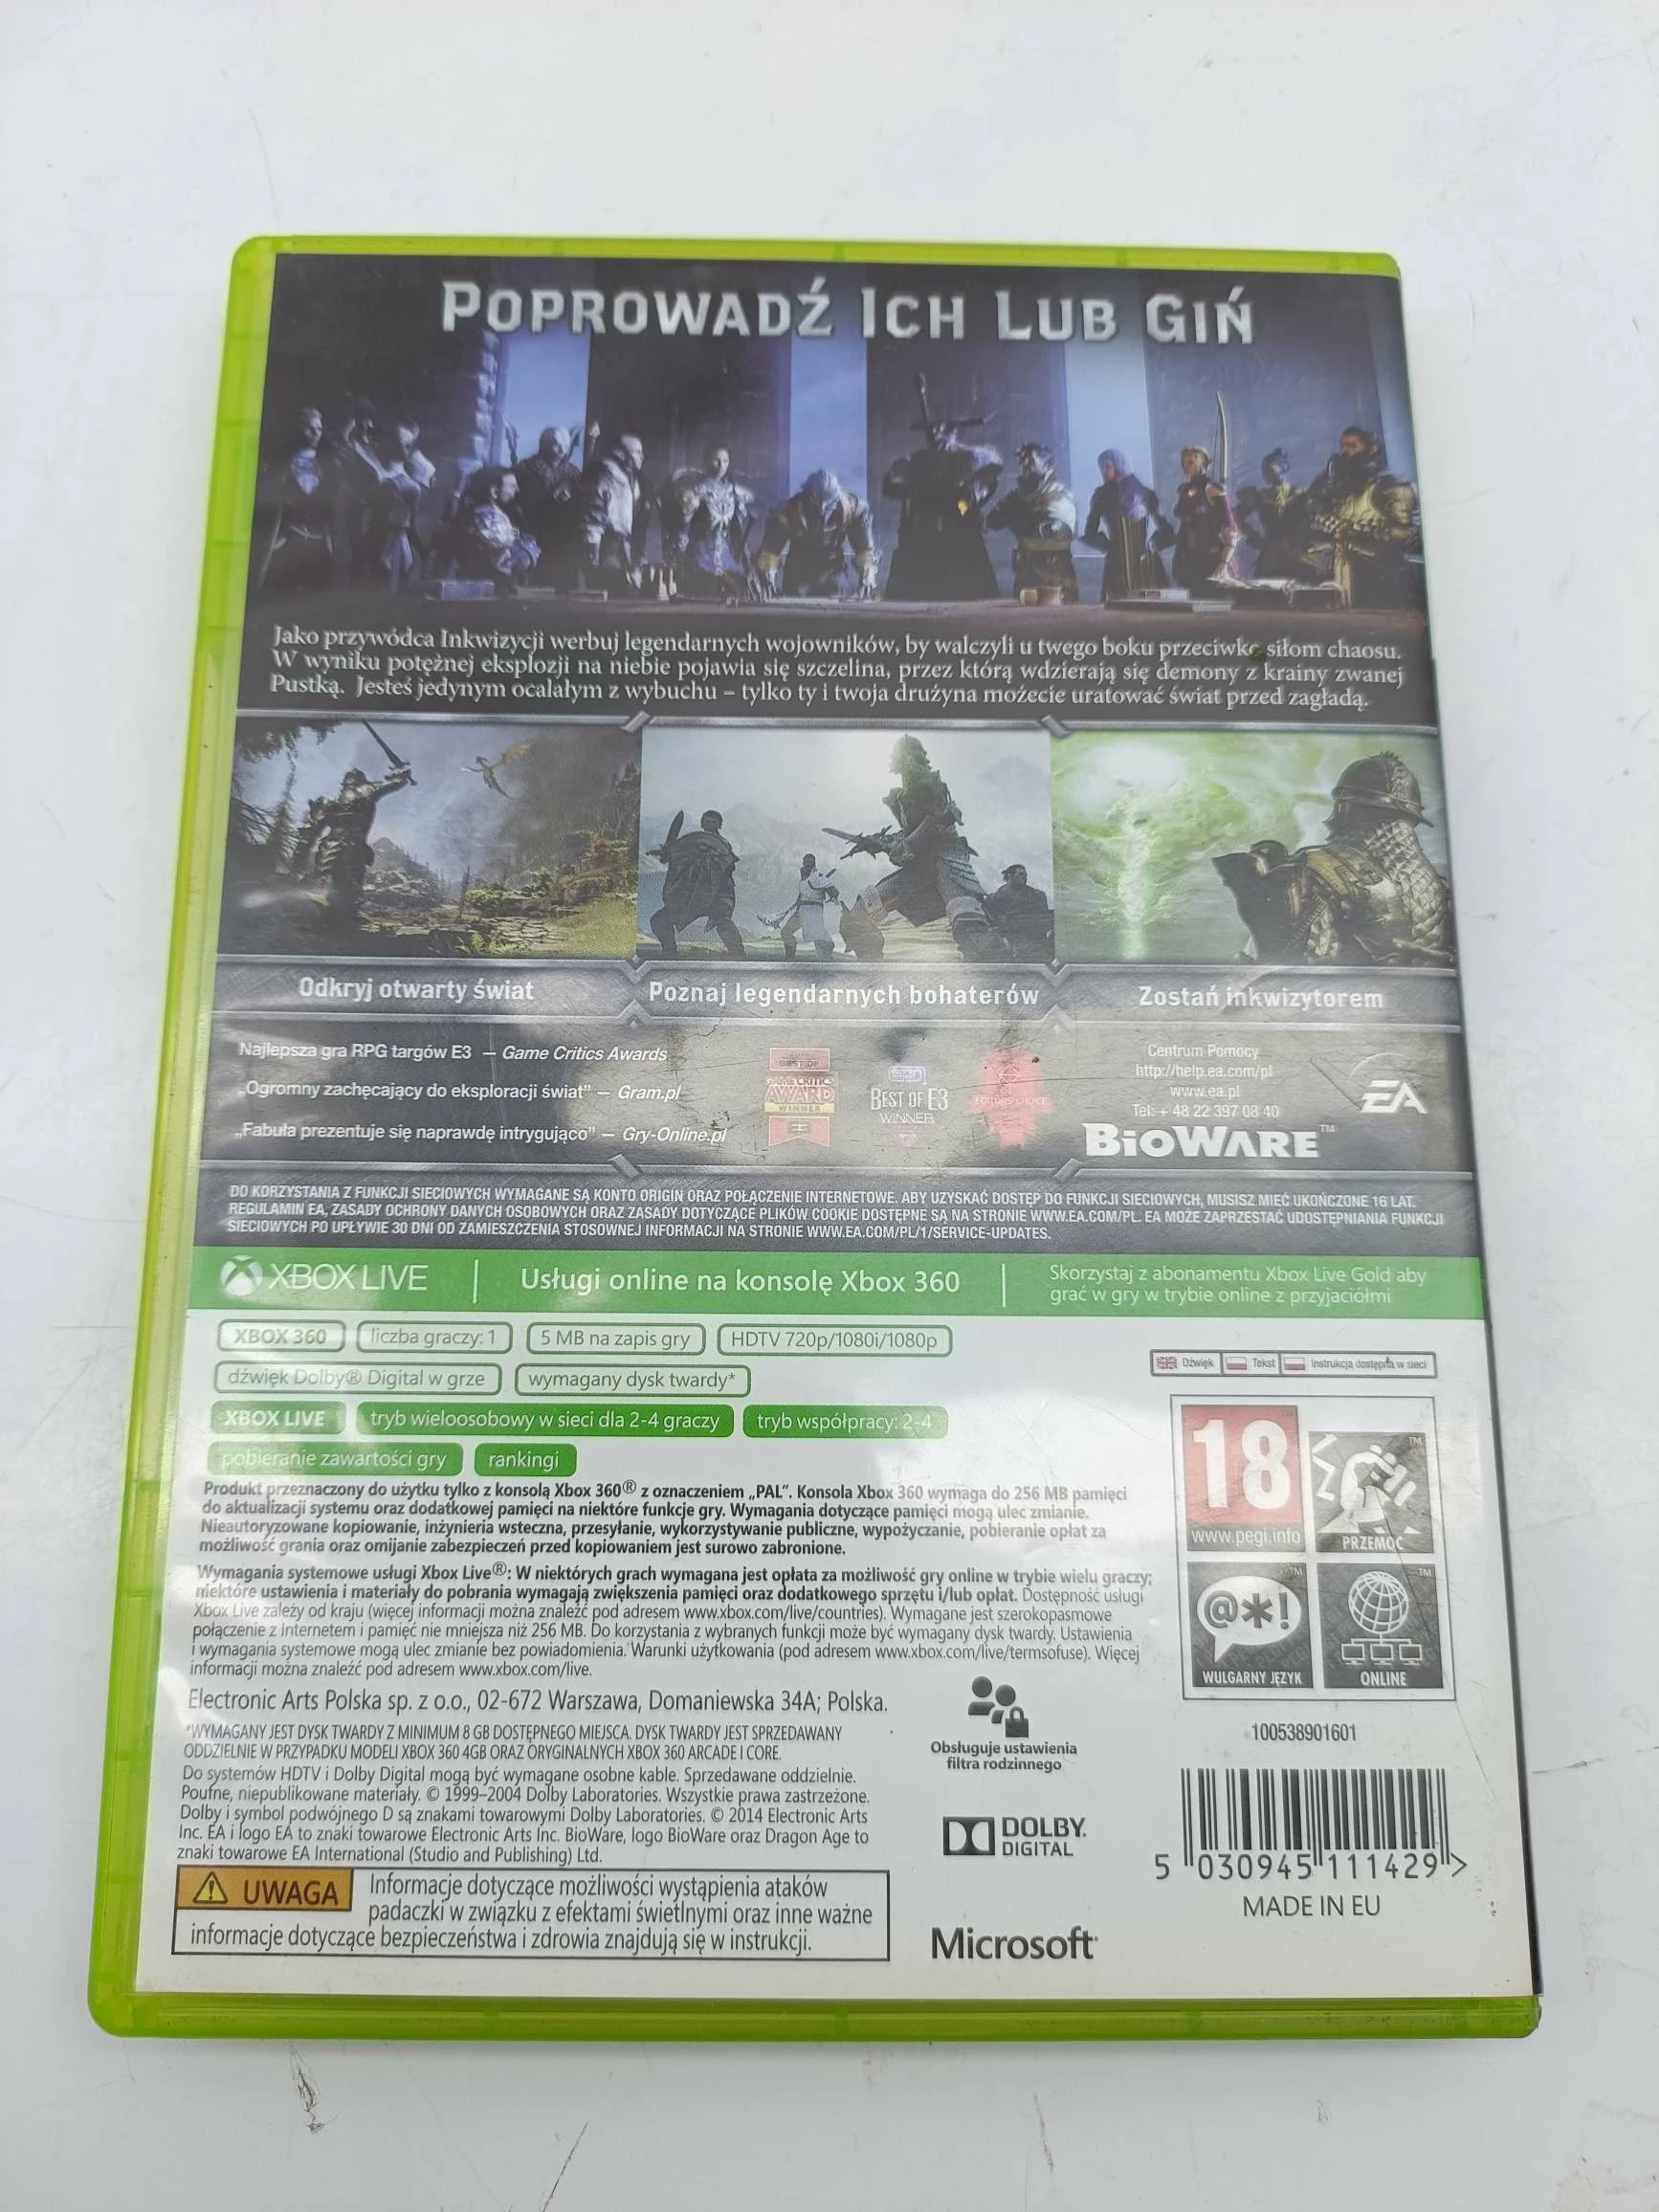 Poprowadź Ich Lub Giń
Jako przywódca Inkwizycji werbuj legendarnych wojowników, by walczyli u twego boku przeciwko siłom chaosu.
W wyniku potężnej eksplozji na niebie pojawia się szczelina, przez którą wdzierają się demony z krainy zwanej
Pustką. Jesteś jedynym ocalałym z wybuchu – tylko ty i twoja drużyna możecie uratować świat przed zagładą.
Odkryj otwarty świat
Poznaj legendarnych bohaterów
Zostań inkwizytorem
Najlepsza gra RPG targów E3 — Game Critics Awards
„Ogromny zachęcający do eksploracji świat” — Gram.pl
„Fabuła prezentuje się naprawdę intrygująco” — Gry-Online.pl
BEST OF
GAME CRITICS
AWARD
WINNER
BEST OF E3
WINNER
EDITORS' CHOICE
Centrum Pomocy
http://help.ea.com/pl
www.ea.pl
Tel: + 48 22 397 08 40
EA
BIOWARE™
DO KORZYSTANIA Z FUNKCJI SIECIOWYCH WYMAGANE SĄ KONTO ORIGIN ORAZ POŁĄCZENIE INTERNETOWE. ABY UZYSKAĆ DOSTĘP DO FUNKCJI SIECIOWYCH, MUSISZ MIEĆ UKOŃCZONE 16 LAT.
REGULAMIN EA, ZASADY OCHRONY DANYCH OSOBOWYCH ORAZ ZASADY DOTYCZĄCE PLIKÓW COOKIE DOSTĘPNE SĄ NA STRONIE WWW.EA.COM/PL. EA MOŻE ZAPRZESTAĆ UDOSTĘPNIANIA FUNKCJI
SIECIOWYCH PO UPŁYWIE 30 DNI OD ZAMIESZCZENIA STOSOWNEJ INFORMACJI NA STRONIE WWW.EA.COM/PL/1/SERVICE-UPDATES.
XBOX LIVE
Usługi online na konsolę Xbox 360
Skorzystaj z abonamentu Xbox Live Gold aby
grać w gry w trybie online z przyjaciółmi
XBOX 360 liczba graczy: 1 5 MB na zapis gry HDTV 720p/1080i/1080p
dźwięk Dolby® Digital w grze wymagany dysk twardy*
XBOX LIVE tryb wieloosobowy w sieci dla 2-4 graczy tryb współpracy: 2-4
pobieranie zawartości gry rankingi
Dźwięk Tekst Instrukcja dostępna w sieci
Produkt przeznaczony do użytku tylko z konsolą Xbox 360® z oznaczeniem „PAL”. Konsola Xbox 360 wymaga do 256 MB pamięci
do aktualizacji systemu oraz dodatkowej pamięci na niektóre funkcje gry. Wymagania dotyczące pamięci mogą ulec zmianie.
Nieautoryzowane kopiowanie, inżynieria wsteczna, przesyłanie, wykorzystywanie publiczne, wypożyczanie, pobieranie opłat za
możliwość grania oraz omijanie zabezpieczeń przed kopiowaniem jest surowo zabronione.
Wymagania systemowe usługi Xbox Live®: W niektórych grach wymagana jest opłata za możliwość gry online w trybie wielu graczy;
niektóre ustawienia i materiały do pobrania wymagają zwiększenia pamięci oraz dodatkowego sprzętu i/lub opłat. Dostępność usługi
Xbox Live zależy od kraju (więcej informacji można znaleźć pod adresem www.xbox.com/live/countries). Wymagane jest szerokopasmowe
połączenie z Internetem i pamięć nie mniejsza niż 256 MB. Do korzystania z wybranych funkcji może być wymagany dysk twardy. Ustawienia
i wymagania systemowe mogą ulec zmianie bez powiadomienia. Warunki użytkowania (pod adresem www.xbox.com/live/termsofuse). Więcej
informacji można znaleźć pod adresem www.xbox.com/live.
Electronic Arts Polska sp. z o.o., 02-672 Warszawa, Domaniewska 34A; Polska.
*WYMAGANY JEST DYSK TWARDY Z MINIMUM 8 GB DOSTĘPNEGO MIEJSCA. DYSK TWARDY JEST SPRZEDAWANY
ODDZIELNIE W PRZYPADKU MODELI XBOX 360 4GB ORAZ ORYGINALNYCH XBOX 360 ARCADE I CORE.
Do systemów HDTV i Dolby Digital mogą być wymagane osobne kable. Sprzedawane oddzielnie.
Poufne, niepublikowane materiały. © 1999–2004 Dolby Laboratories. Wszystkie prawa zastrzeżone.
Dolby i symbol podwójnego D są znakami towarowymi Dolby Laboratories. © 2014 Electronic Arts
Inc. EA i logo EA to znaki towarowe Electronic Arts Inc. BioWare, logo BioWare oraz Dragon Age to
znaki towarowe EA International (Studio and Publishing) Ltd.
UWAGA
Informacje dotyczące możliwości wystąpienia ataków
padaczki w związku z efektami świetlnymi oraz inne ważne
informacje dotyczące bezpieczeństwa i zdrowia znajdują się w instrukcji.
Obsługuje ustawienia
filtra rodzinnego
DOLBY
DIGITAL
Microsoft
18
www.pegi.info
PRZEMOC
@*!
WULGARNY JĘZYK
ONLINE
100538901601
5 030945 111429 >
MADE IN EU